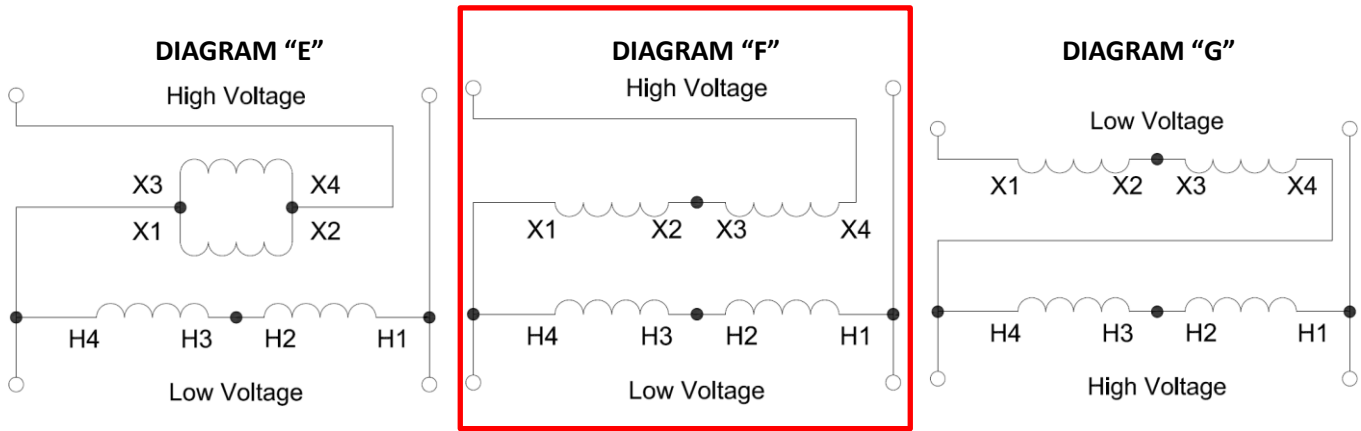 DIAGRAM “E”
High Voltage
X3 X4
X1 X2
H4 H3 H2 H1
Low Voltage
DIAGRAM “F”
High Voltage
X1 X2 X3 X4
H4 H3 H2 H1
Low Voltage
DIAGRAM “G”
Low Voltage
X1 X2 X3 X4
H4 H3 H2 H1
High Voltage